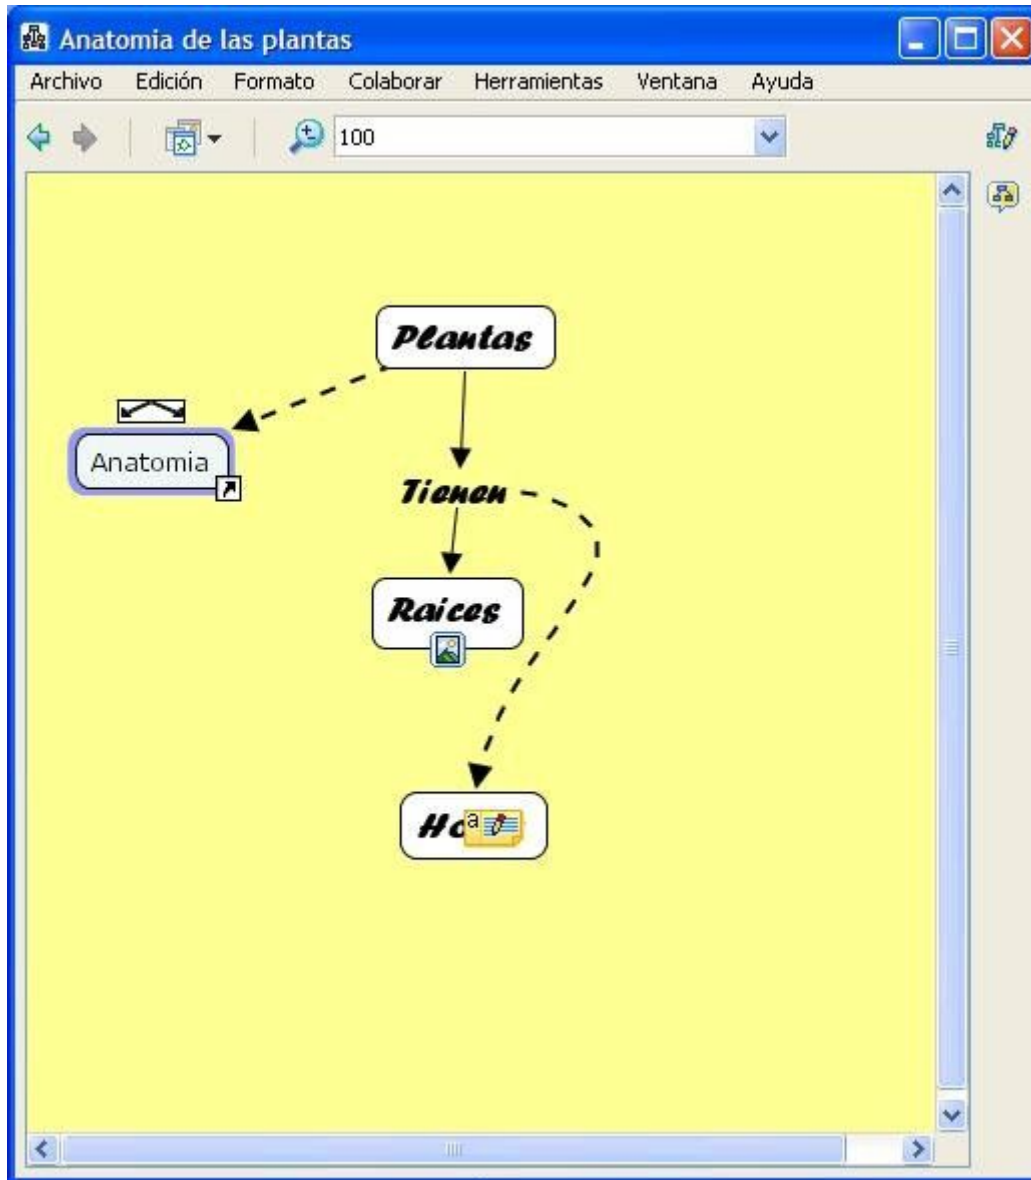 Anatomia de las plantas
Archivo Edición Formato Colaborar Herramientas Ventana Ayuda
100
Plantas
Anatomia
Tienen
Raices
a